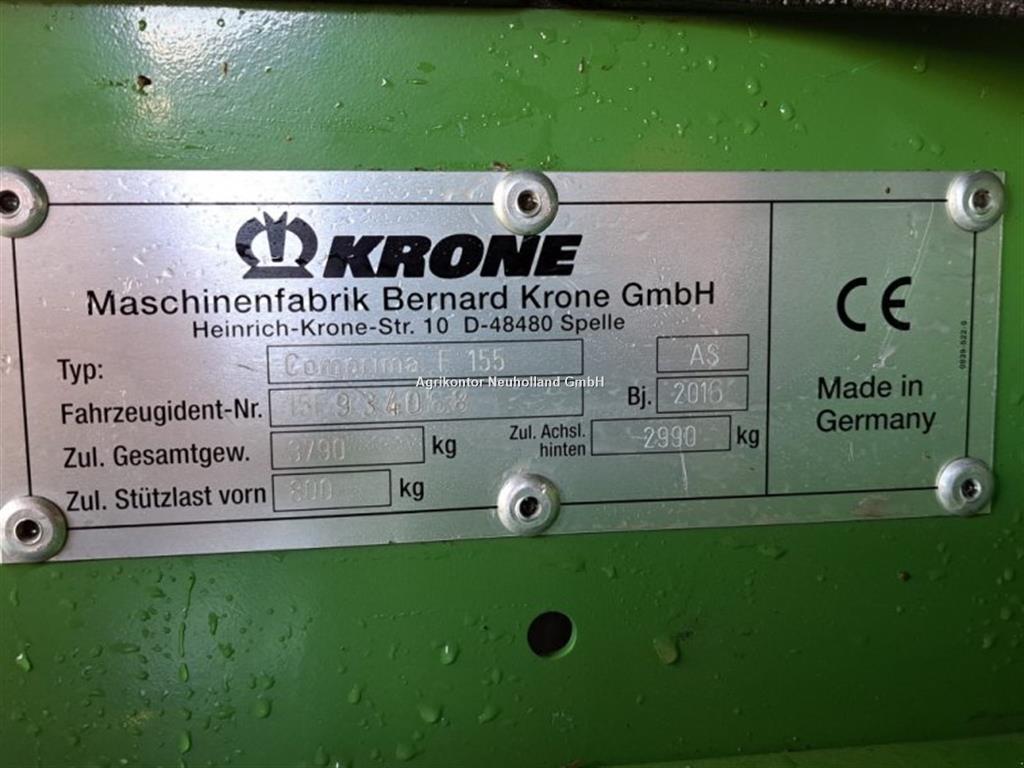 KRONE
Maschinenfabrik Bernard Krone GmbH
Heinrich-Krone-Str. 10 D-48480 Spelle
Typ: Comprima F 155 AS
Agrikontor Neuholland GmbH
Fahrzeugident-Nr. Bj. 2016
Zul. Gesamtgew. 3790 kg Zul. Achsl. hinten 2990 kg
Zul. Stützlast vorn 800 kg
CE
Made in
Germany